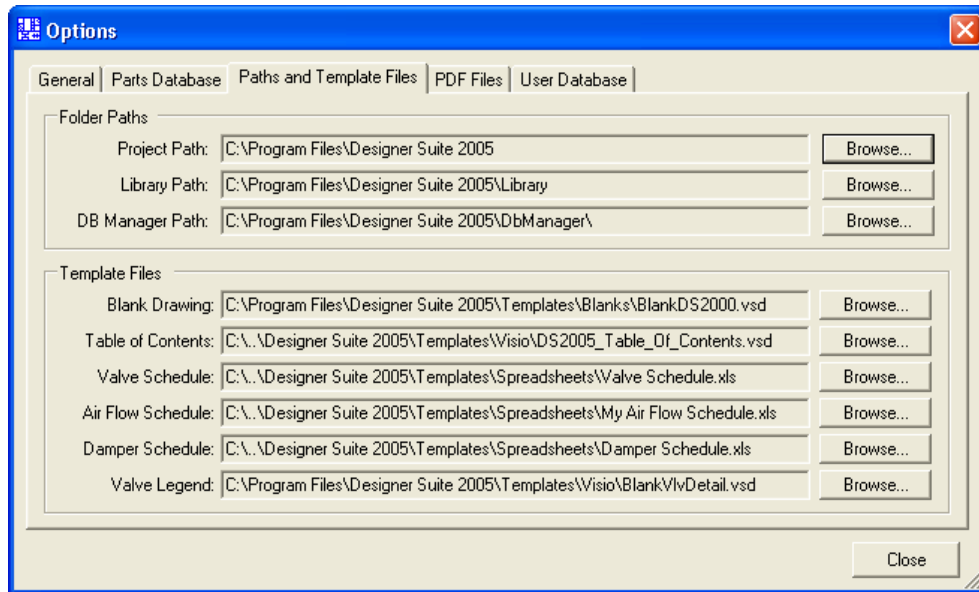 Options
General
Parts Database
Paths and Template Files
PDF Files
User Database
Folder Paths
Project Path: C:\Program Files\Designer Suite 2005 Browse...
Library Path: C:\Program Files\Designer Suite 2005\Library Browse...
DB Manager Path: C:\Program Files\Designer Suite 2005\DbManager\ Browse...
Template Files
Blank Drawing: C:\Program Files\Designer Suite 2005\Templates\Blanks\BlankDS2000.vsd Browse...
Table of Contents: C:\..\Designer Suite 2005\Templates\Visio\DS2005_Table_Of_Contents.vsd Browse...
Valve Schedule: C:\..\Designer Suite 2005\Templates\Spreadsheets\Valve Schedule.xls Browse...
Air Flow Schedule: C:\..\Designer Suite 2005\Templates\Spreadsheets\My Air Flow Schedule.xls Browse...
Damper Schedule: C:\..\Designer Suite 2005\Templates\Spreadsheets\Damper Schedule.xls Browse...
Valve Legend: C:\Program Files\Designer Suite 2005\Templates\Visio\BlankVlvDetail.vsd Browse...
Close